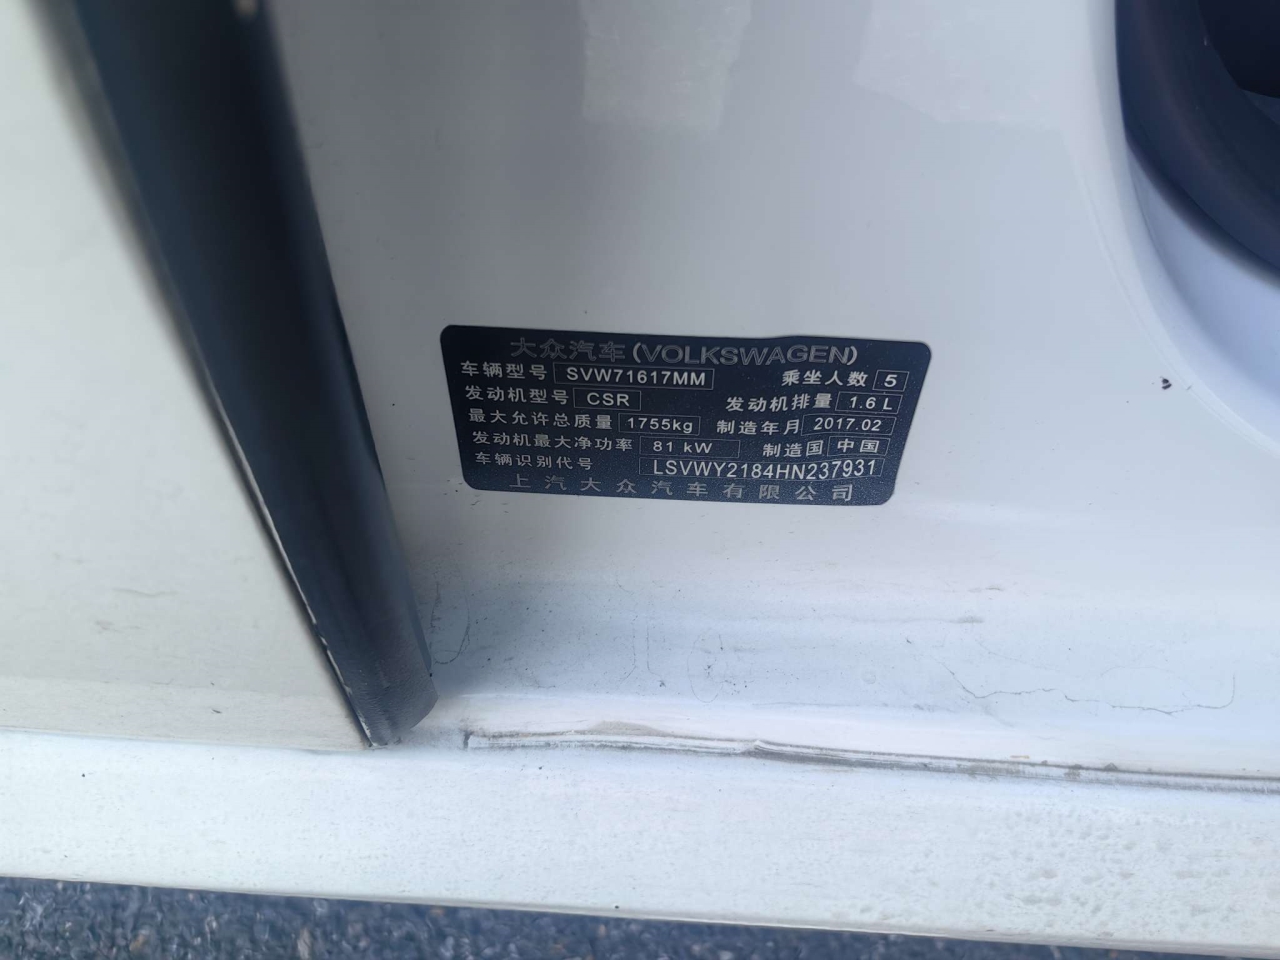 大众汽车(VOLKSWAGEN)
车辆型号 SVW71617MM 乘坐人数 5
发动机型号 CSR 发动机排量 1.6 L
最大允许总质量 1755kg 制造年月 2017.02
发动机最大净功率 81 kW 制造国 中国
车辆识别代号 LSVWY2184HN237931
上汽大众汽车有限公司